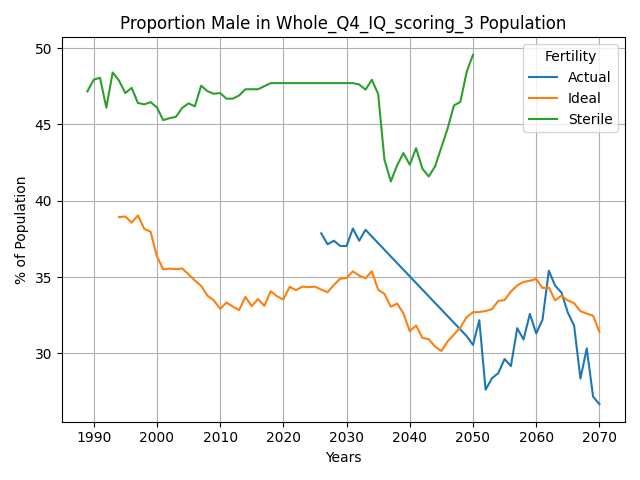 Proportion Male in Whole_Q4_IQ_scoring_3 Population
Fertility
Actual
Ideal
Sterile
% of Population
50
45
40
35
30
1990 2000 2010 2020 2030 2040 2050 2060 2070
Years